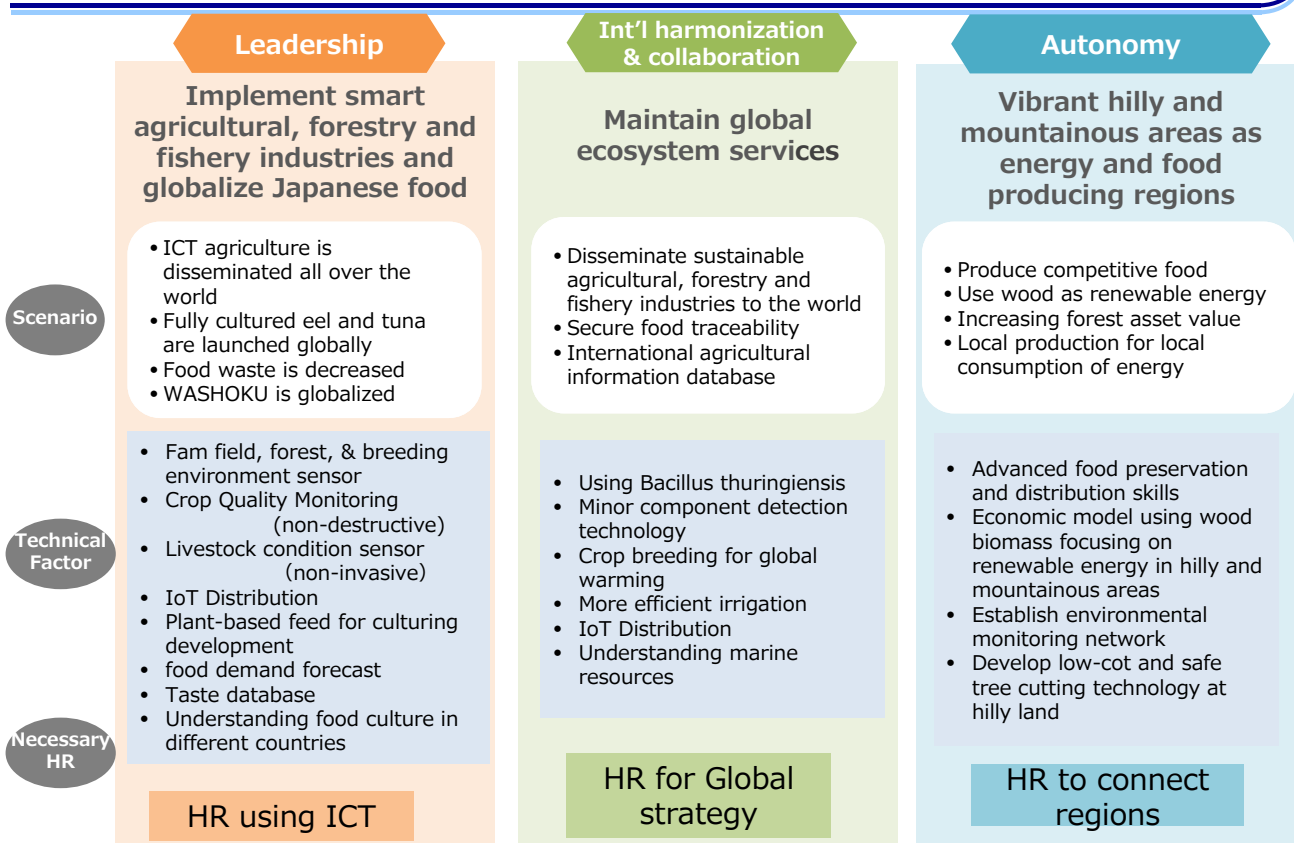 Leadership
Implement smart
agricultural, forestry and
fishery industries and
globalize Japanese food
Int'l harmonization
& collaboration
Maintain global
ecosystem services
Autonomy
Vibrant hilly and
mountainous areas as
energy and food
producing regions
Scenario
• ICT agriculture is
disseminated all over the
world
• Fully cultured eel and tuna
are launched globally
• Food waste is decreased
• WASHOKU is globalized
• Disseminate sustainable
agricultural, forestry and
fishery industries to the world
• Secure food traceability
• International agricultural
information database
• Produce competitive food
• Use wood as renewable energy
• Increasing forest asset value
• Local production for local
consumption of energy
Technical
Factor
• Fam field, forest, & breeding
environment sensor
• Crop Quality Monitoring
(non-destructive)
• Livestock condition sensor
(non-invasive)
• IoT Distribution
• Plant-based feed for culturing
development
• food demand forecast
• Taste database
• Understanding food culture in
different countries
• Using Bacillus thuringiensis
• Minor component detection
technology
• Crop breeding for global
warming
• More efficient irrigation
• IoT Distribution
• Understanding marine
resources
• Advanced food preservation
and distribution skills
• Economic model using wood
biomass focusing on
renewable energy in hilly and
mountainous areas
• Establish environmental
monitoring network
• Develop low-cot and safe
tree cutting technology at
hilly land
Necessary
HR
HR using ICT
HR for Global
strategy
HR to connect
regions